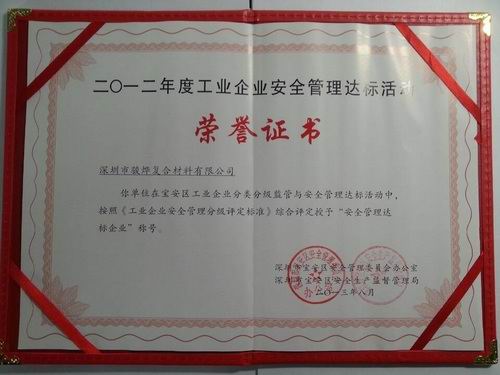 二〇一二年度工业企业安全管理达标活动
荣誉证书
深圳市骏烨复合材料有限公司
你单位在宝安区工业企业分类分级监管与安全管理达标活动中，
按照《工业企业安全管理分级评定标准》综合评定授予“安全管理达
标企业”称号。
深圳市宝安区安全管理委员会办公室
深圳市宝安区安全生产监督管理局
二〇一三年八月